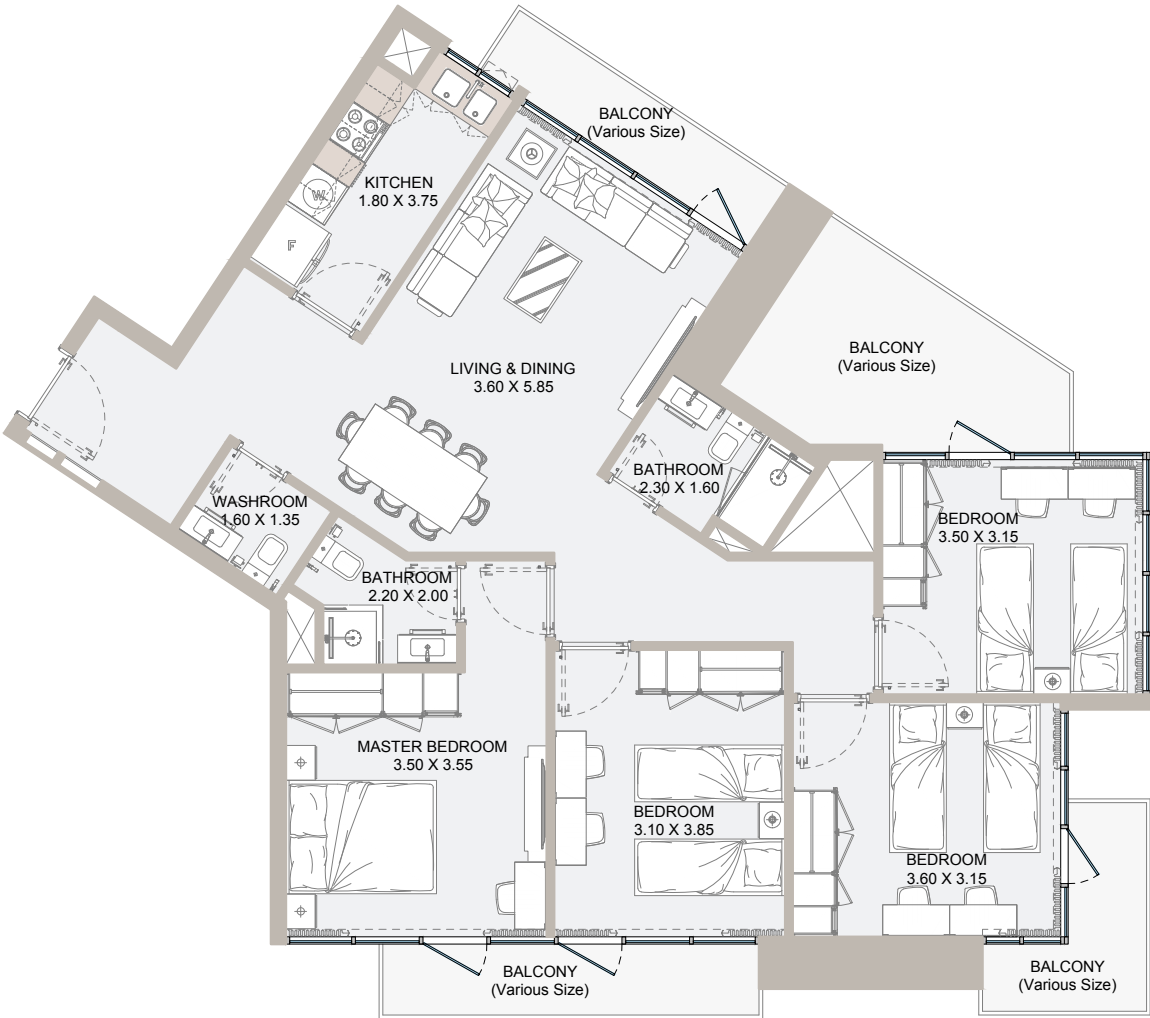 BALCONY
(Various Size)
KITCHEN
1.80 X 3.75
W
F
BALCONY
(Various Size)
LIVING & DINING
3.60 X 5.85
BATHROOM
2.30 X 1.60
WASHROOM
1.60 X 1.35
BEDROOM
3.50 X 3.15
BATHROOM
2.20 X 2.00
MASTER BEDROOM
3.50 X 3.55
BEDROOM
3.10 X 3.85
BEDROOM
3.60 X 3.15
BALCONY
(Various Size)
BALCONY
(Various Size)